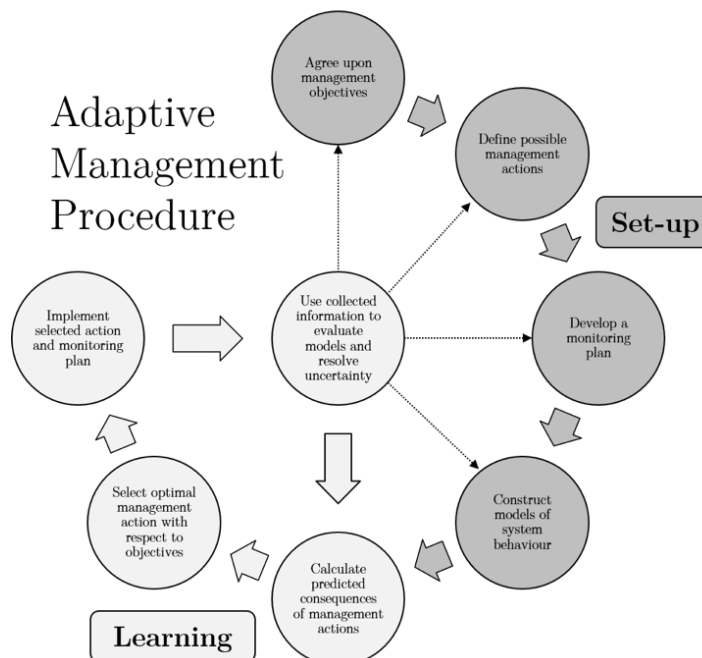 Adaptive
Management
Procedure
Agree upon
management
objectives
Define possible
management
actions
Set-up
Develop a
monitoring
plan
Construct
models of
system
behaviour
Calculate
predicted
consequences
of management
actions
Learning
Select optimal
management
action with
respect to
objectives
Implement
selected action
and monitoring
plan
Use collected
information to
evaluate
models and
resolve
uncertainty